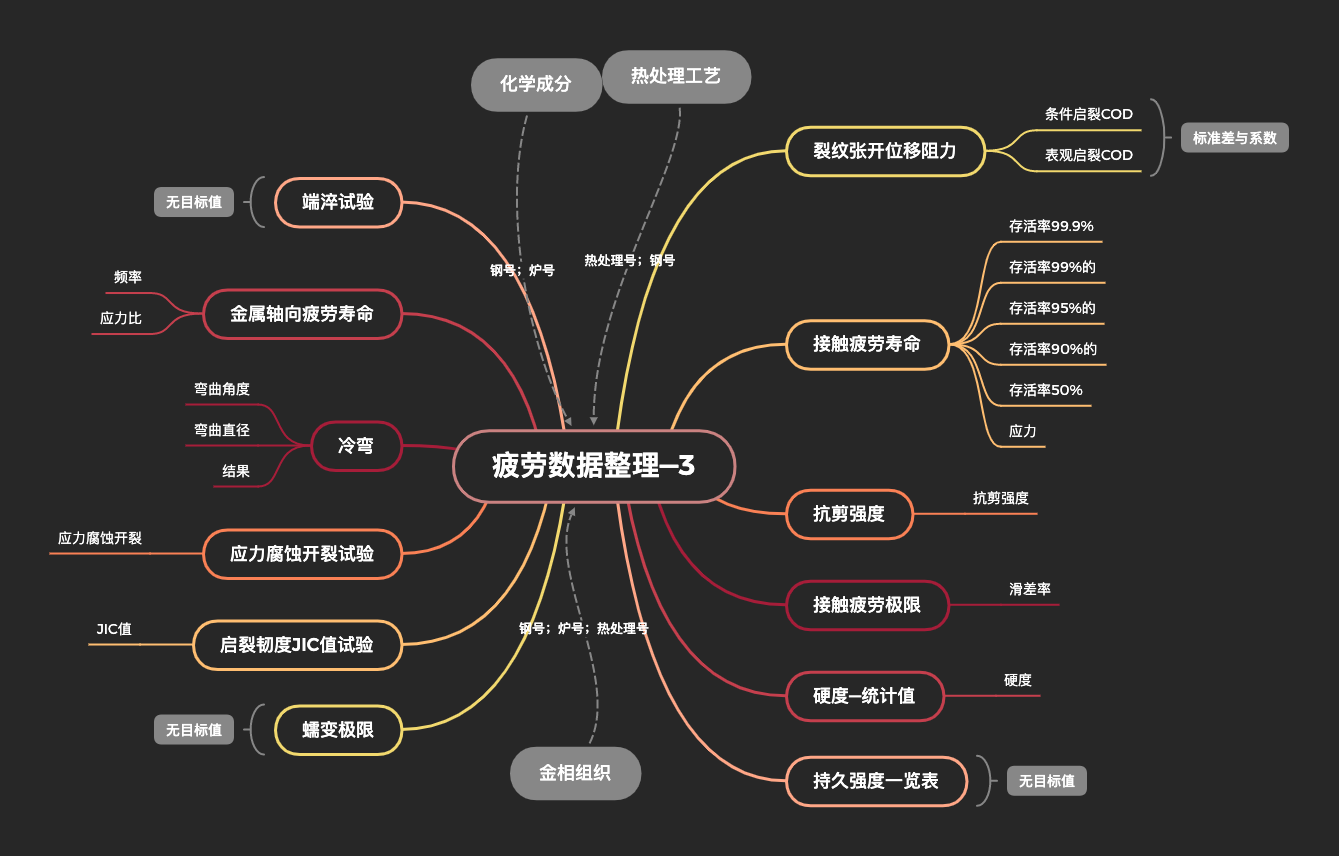 化学成分
热处理工艺
钢号；炉号
热处理号；钢号
疲劳数据整理—3
裂纹张开位移阻力
条件启裂COD
表观启裂COD
标准差与系数
接触疲劳寿命
存活率99.9%
存活率99%的
存活率95%的
存活率90%的
存活率50%
应力
抗剪强度
抗剪强度
接触疲劳极限
滑差率
硬度—统计值
硬度
持久强度一览表
无目标值
端淬试验
无目标值
金属轴向疲劳寿命
频率
应力比
冷弯
弯曲角度
弯曲直径
结果
应力腐蚀开裂试验
应力腐蚀开裂
启裂韧度JIC值试验
JIC值
蠕变极限
无目标值
钢号；炉号；热处理号
金相组织